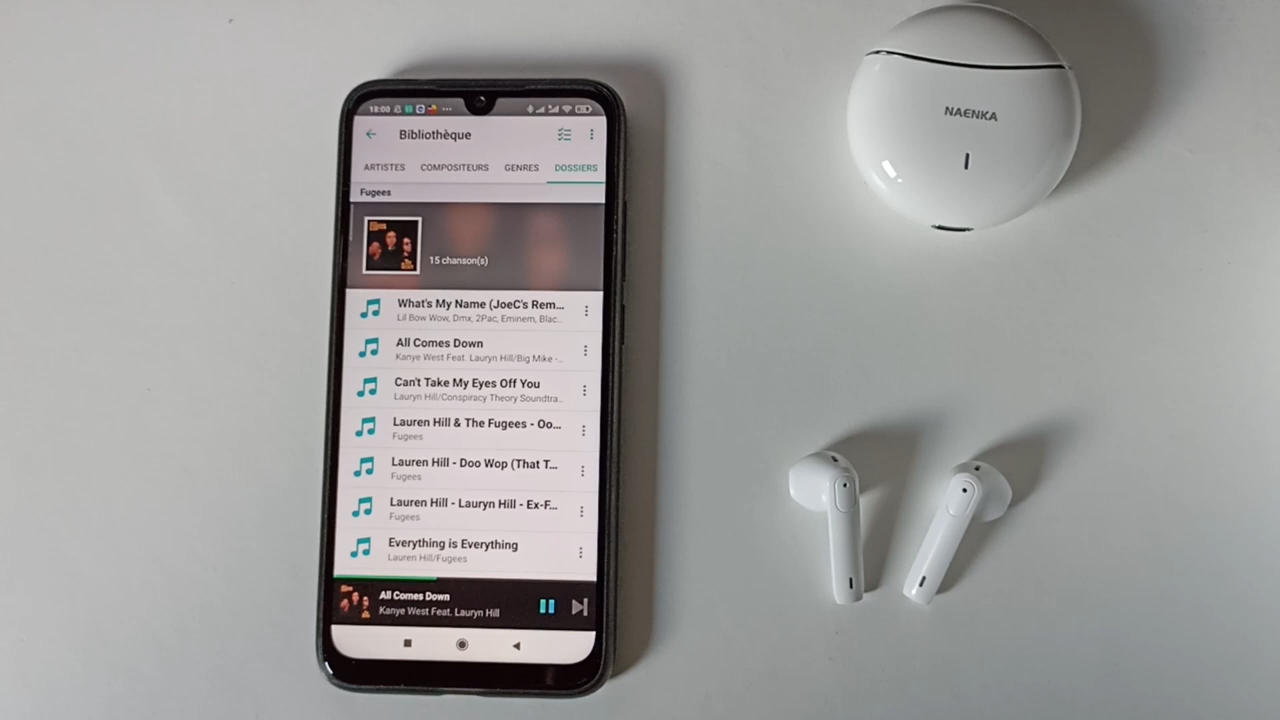 18:00
Bibliothèque
ARTISTES COMPOSITEURS GENRES DOSSIERS
Fugees
15 chanson(s)
What's My Name (JoeC's Rem...
Lil Bow Wow, Dmx, 2Pac, Eminem, Blac...
All Comes Down
Kanye West Feat. Lauryn Hill/Big Mike -...
Can't Take My Eyes Off You
Lauryn Hill/Conspiracy Theory Soundtra...
Lauren Hill & The Fugees - Oo...
Fugees
Lauren Hill - Doo Wop (That T...
Fugees
Lauren Hill - Lauryn Hill - Ex-F...
Fugees
Everything is Everything
Lauren Hill/Fugees
All Comes Down
Kanye West Feat. Lauryn Hill
NAENKA